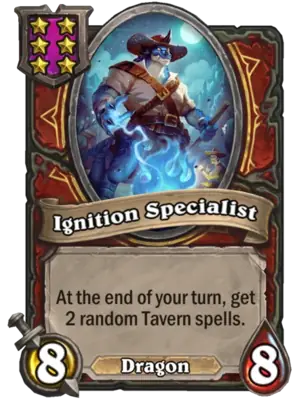 Ignition Specialist
At the end of your turn, get
2 random Tavern spells.
8
Dragon
8